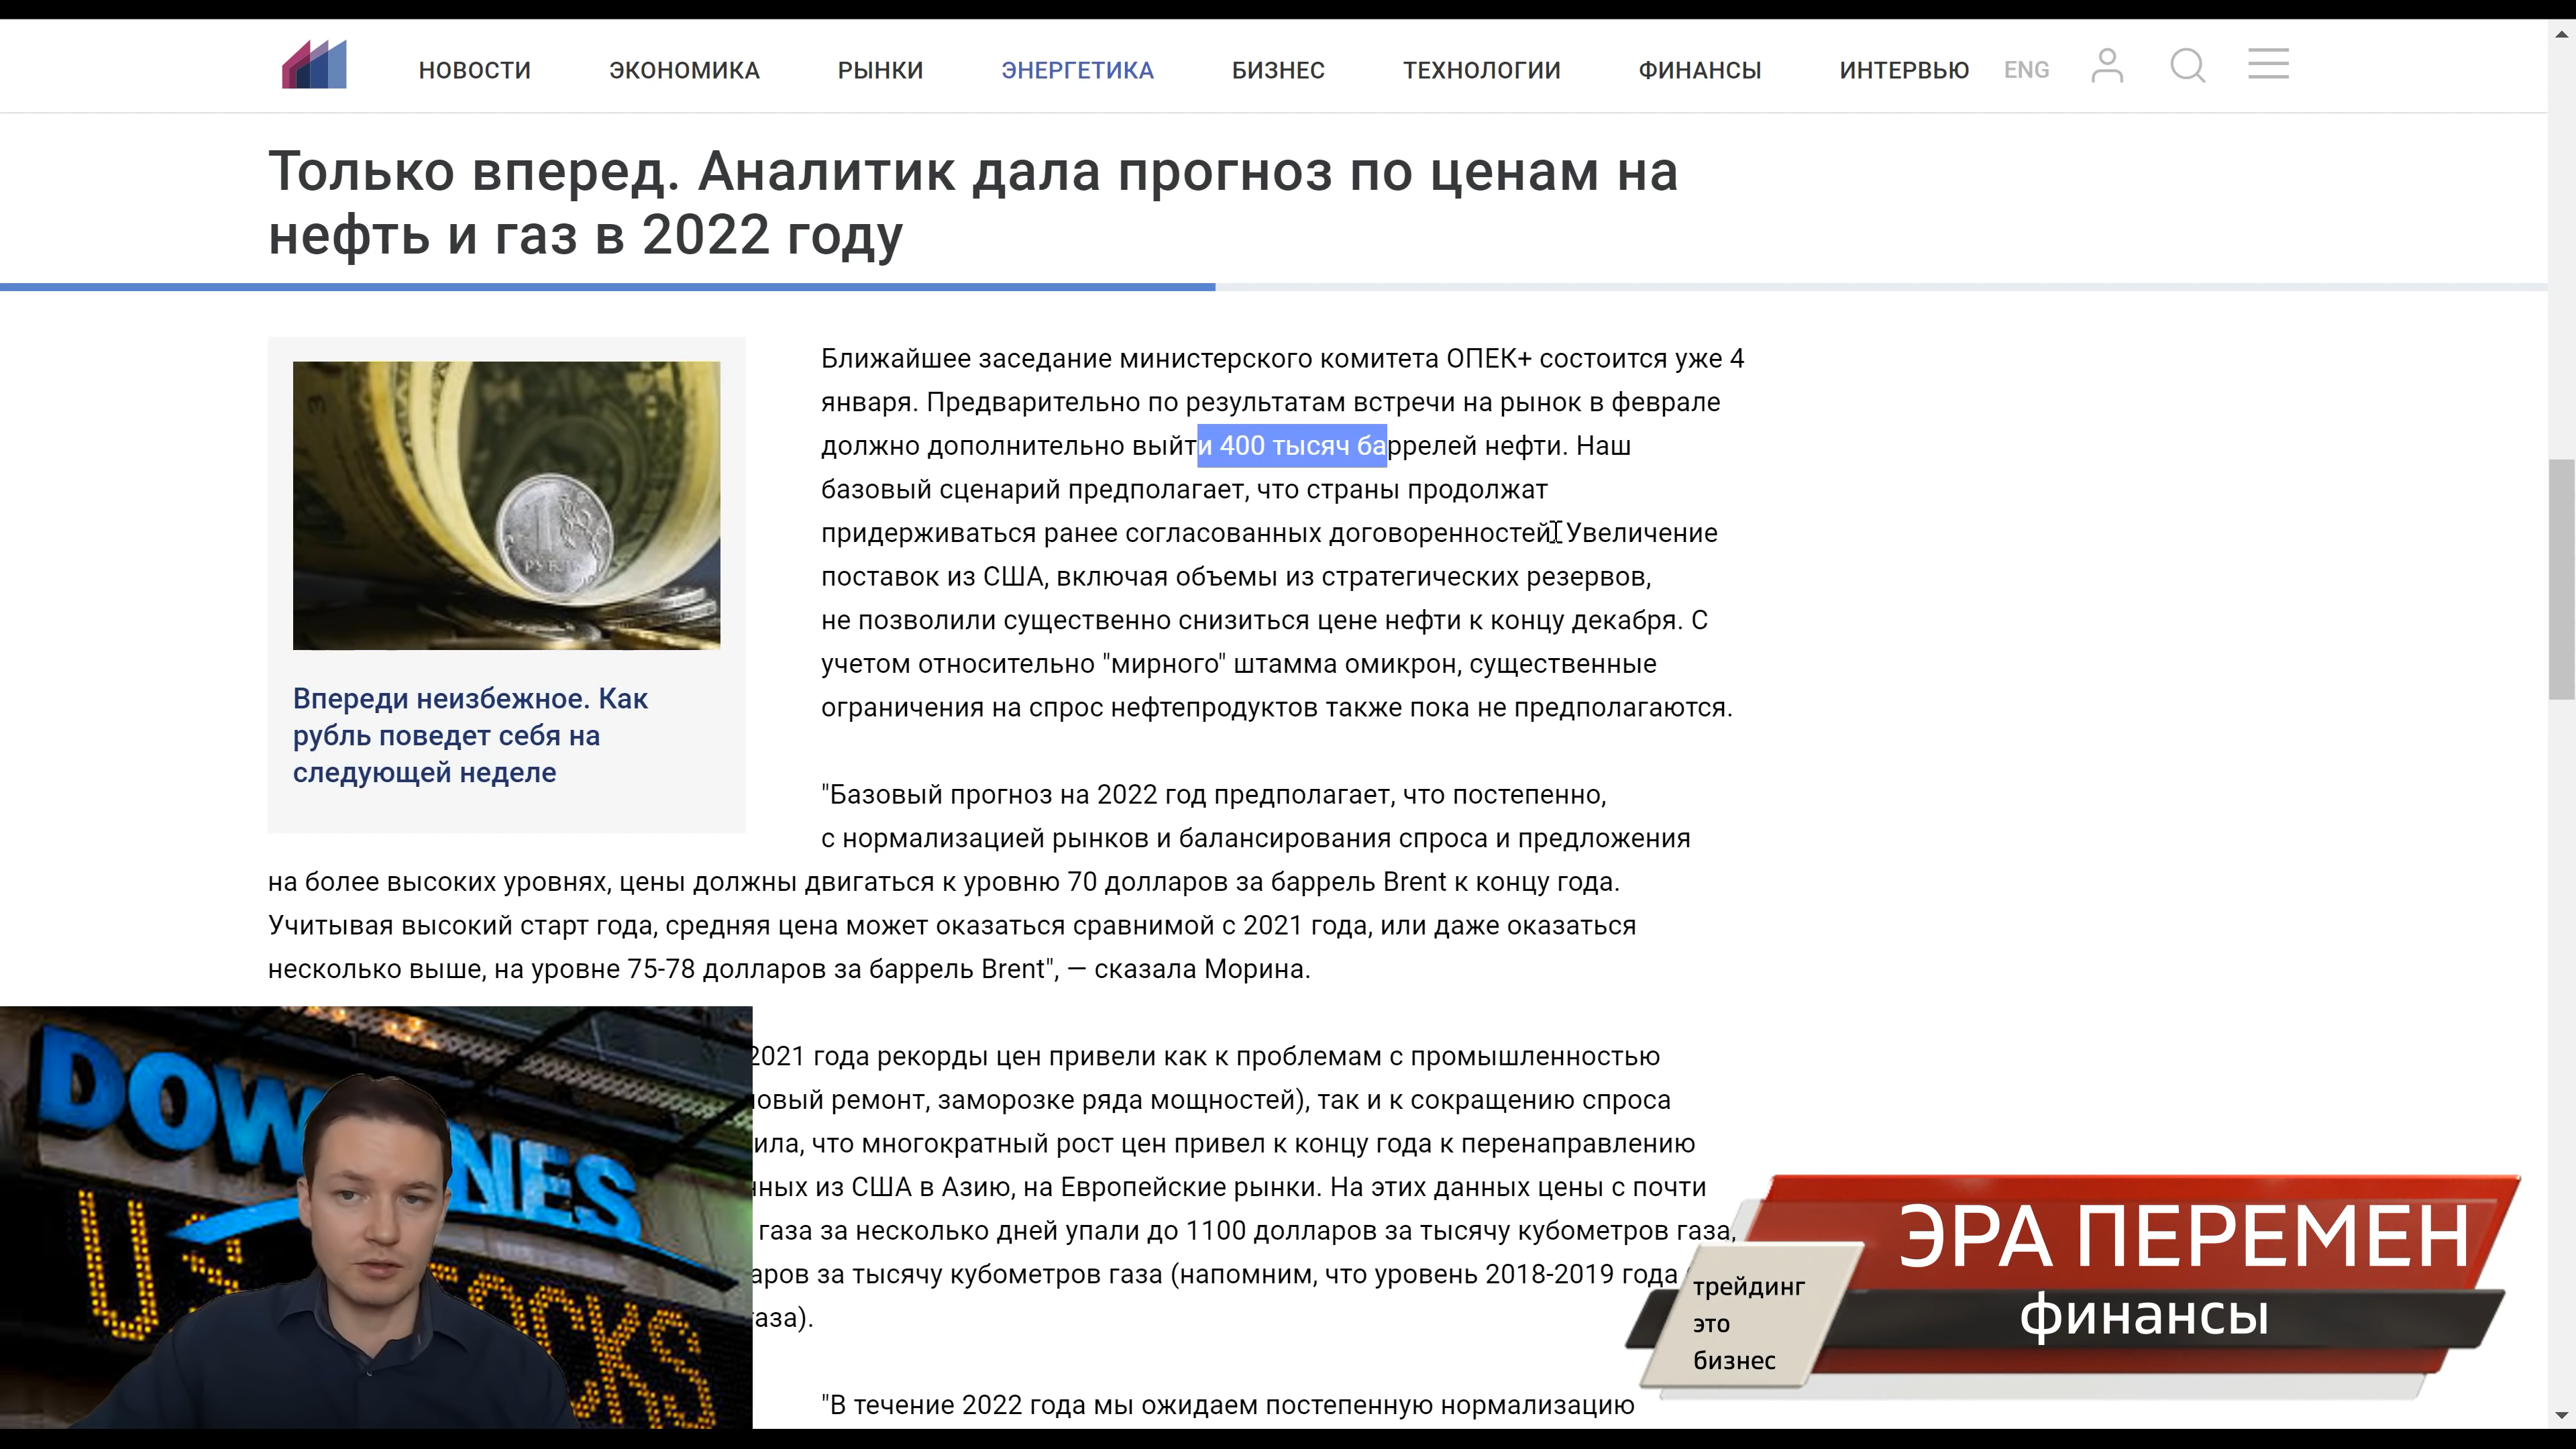 НОВОСТИ ЭКОНОМИКА РЫНКИ ЭНЕРГЕТИКА БИЗНЕС ТЕХНОЛОГИИ ФИНАНСЫ ИНТЕРВЬЮ ENG
Только вперед. Аналитик дала прогноз по ценам на
нефть и газ в 2022 году
Впереди неизбежное. Как
рубль поведет себя на
следующей неделе
Ближайшее заседание министерского комитета ОПЕК+ состоится уже 4
января. Предварительно по результатам встречи на рынок в феврале
должно дополнительно выйти 400 тысяч баррелей нефти. Наш
базовый сценарий предполагает, что страны продолжат
придерживаться ранее согласованных договоренностей. Увеличение
поставок из США, включая объемы из стратегических резервов,
не позволили существенно снизиться цене нефти к концу декабря. С
учетом относительно "мирного" штамма омикрон, существенные
ограничения на спрос нефтепродуктов также пока не предполагаются.
"Базовый прогноз на 2022 год предполагает, что постепенно,
с нормализацией рынков и балансирования спроса и предложения
на более высоких уровнях, цены должны двигаться к уровню 70 долларов за баррель Brent к концу года.
Учитывая высокий старт года, средняя цена может оказаться сравнимой с 2021 года, или даже оказаться
несколько выше, на уровне 75-78 долларов за баррель Brent", — сказала Морина.
2021 года рекорды цен привели как к проблемам с промышленностью
ремонт, заморозке ряда мощностей), так и к сокращению спроса
что многократный рост цен привел к концу года к перенаправлению
из США в Азию, на Европейские рынки. На этих данных цены с почти
газа за несколько дней упали до 1100 долларов за тысячу кубометров газа,
за тысячу кубометров газа (напомним, что уровень 2018-2019 года
газа).
"В течение 2022 года мы ожидаем постепенную нормализацию
DOW
NES
ЭРА ПЕРЕМЕН
финансы
трейдинг
это
бизнес